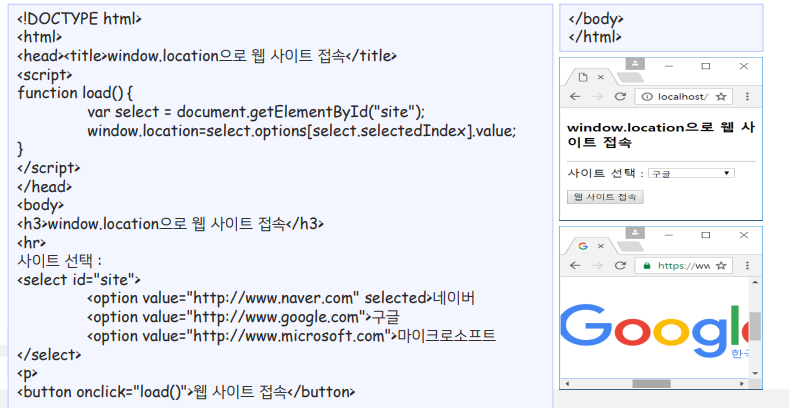 <!DOCTYPE html>
<html>
<head><title>window.location으로 웹 사이트 접속</title>
<script>
function load() {
var select = document.getElementById("site");
window.location=select.options[select.selectedIndex].value;
}
</script>
</head>
<body>
<h3>window.location으로 웹 사이트 접속</h3>
<hr>
사이트 선택 :
<select id="site">
<option value="http://www.naver.com" selected>네이버
<option value="http://www.google.com">구글
<option value="http://www.microsoft.com">마이크로소프트
</select>
<p>
<button onclick="load()">웹 사이트 접속</button>
</body>
</html>
localhost/
window.location으로 웹 사
이트 접속
사이트 선택 : 구글
웹 사이트 접속
G
https://ww
Google
한국